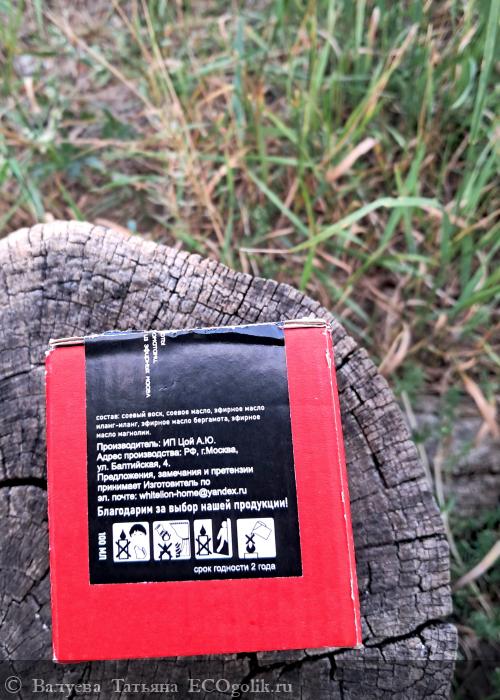 состав: соевый воск, соевое масло, эфирное масло
иланг-иланг, эфирное масло бергамота, эфирное
масло магнолии.
Производитель: ИП Цой А.Ю.
Адрес производства: РФ, г.Москва,
ул. Балтийская, 4.
Предложения, замечания и претензии
принимает Изготовитель по
эл. почте: whitelion-home@yandex.ru
Благодарим за выбор нашей продукции!
100 МЛ
срок годности 2 года
© Валуева Татьяна ECOgolik.ru